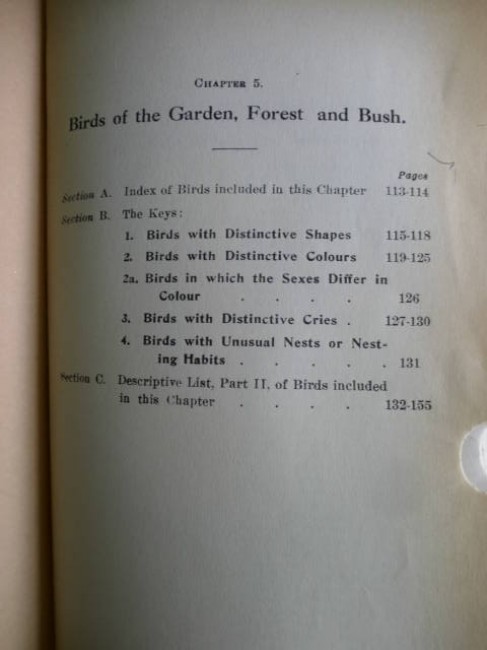 CHAPTER 5.
Birds of the Garden, Forest and Bush.
Pages
Section A. Index of Birds included in this Chapter 113-114
Section B. The Keys:
1. Birds with Distinctive Shapes 115-118
2. Birds with Distinctive Colours 119-125
2a. Birds in which the Sexes Differ in
Colour . . . . 126
3. Birds with Distinctive Cries . 127-130
4. Birds with Unusual Nests or Nest-
ing Habits . . . . . 131
Section C. Descriptive List, Part II, of Birds included
in this Chapter . . . . 132-155